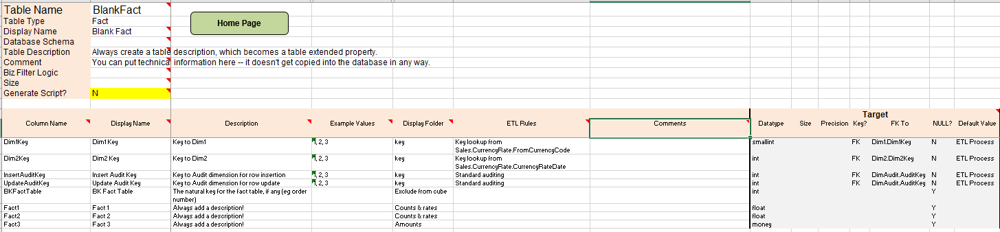 Table Name BlankFact
Table Type Fact
Home Page
Display Name Blank Fact
Database Schema
Table Description Always create a table description, which becomes a table extended property.
Comment You can put technical information here -- it doesn't get copied into the database in any way.
Biz Filter Logic
Size
Generate Script? N
Target
Column Name Display Name Description Example Values Display Folder ETL Rules Comments Datatype Size Precision Key? FK To NULL? Default Value
Dim1Key Dim1 Key Key to Dim1 1, 2, 3 key Key lookup from smallint FK Dim1.Dim1Key N ETL Process
Sales.CurrencyRate.FromCurrencyCode
Dim2Key Dim2 Key Key to Dim2 1, 2, 3 key Key lookup from int FK Dim2.Dim2Key N ETL Process
Sales.CurrencyRate.CurrencyRateDate
InsertAuditKey Insert Audit Key Key to Audit dimension for row insertion 1, 2, 3 key Standard auditing int FK DimAudit.AuditKey N ETL Process
UpdateAuditKey Update Audit Key Key to Audit dimension for row update 1, 2, 3 key Standard auditing int FK DimAudit.AuditKey N ETL Process
BKFactTable BK Fact Table The natural key for the fact table, if any (eg order Exclude from cube int Y
number)
Fact1 Fact 1 Always add a description! Counts & rates float Y
Fact2 Fact 2 Always add a description! Counts & rates float Y
Fact3 Fact 3 Always add a description! Amounts money Y